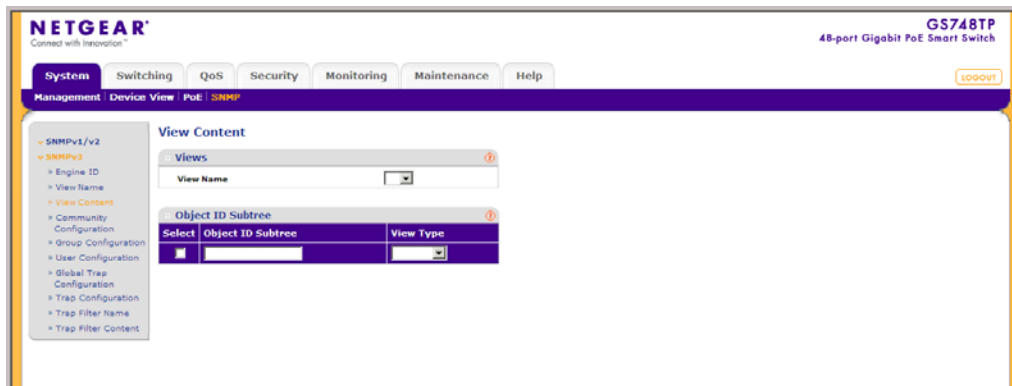 NETGEAR®
Connect with Innovation™
GS748TP
48-port Gigabit PoE Smart Switch
System Switching QoS Security Monitoring Maintenance Help
LOGOUT
Management Device View PoE SNMP
SNMPv1/v2
SNMPv3
Engine ID
View Name
View Content
Community
Configuration
Group Configuration
User Configuration
Global Trap
Configuration
Trap Configuration
Trap Filter Name
Trap Filter Content
View Content
Views
View Name
Object ID Subtree
Select Object ID Subtree View Type